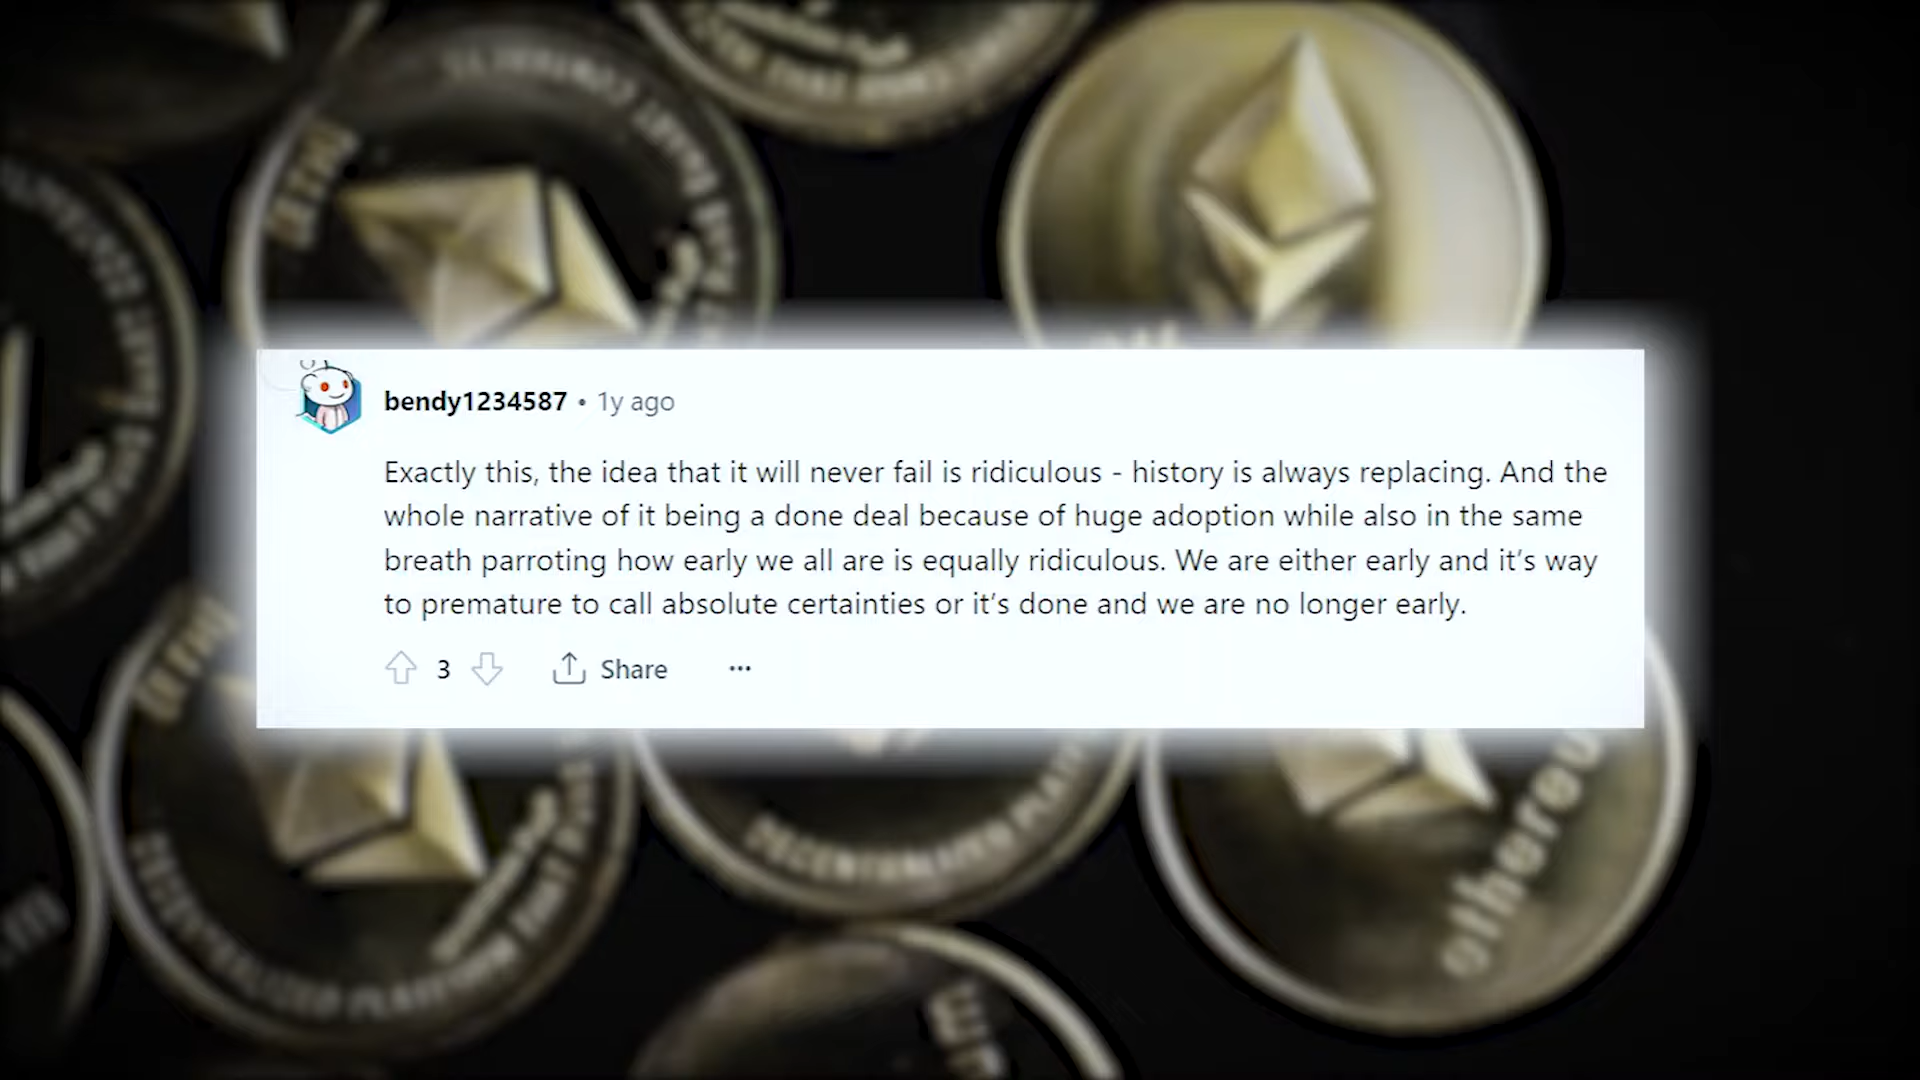 bendy1234587 • 1y ago
Exactly this, the idea that it will never fail is ridiculous - history is always replacing. And the
whole narrative of it being a done deal because of huge adoption while also in the same
breath parroting how early we all are is equally ridiculous. We are either early and it’s way
to premature to call absolute certainties or it’s done and we are no longer early.
3 Share ...
DECENTRALIZED
ethereu